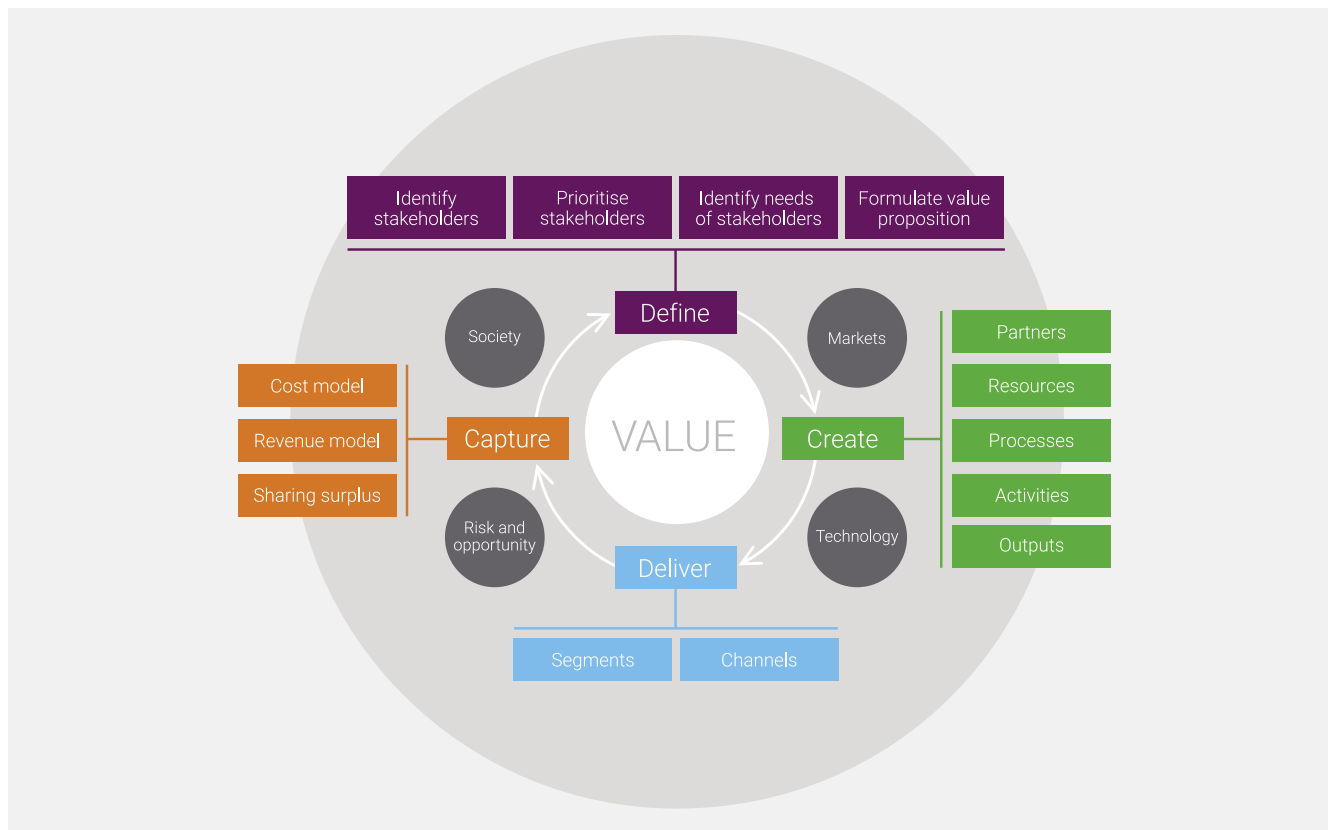 Identify
stakeholders
Prioritise
stakeholders
Identify needs
of stakeholders
Formulate value
proposition
Define
Society
Markets
Cost model
Revenue model
Sharing surplus
Capture
VALUE
Create
Partners
Resources
Processes
Activities
Outputs
Risk and
opportunity
Technology
Deliver
Segments
Channels